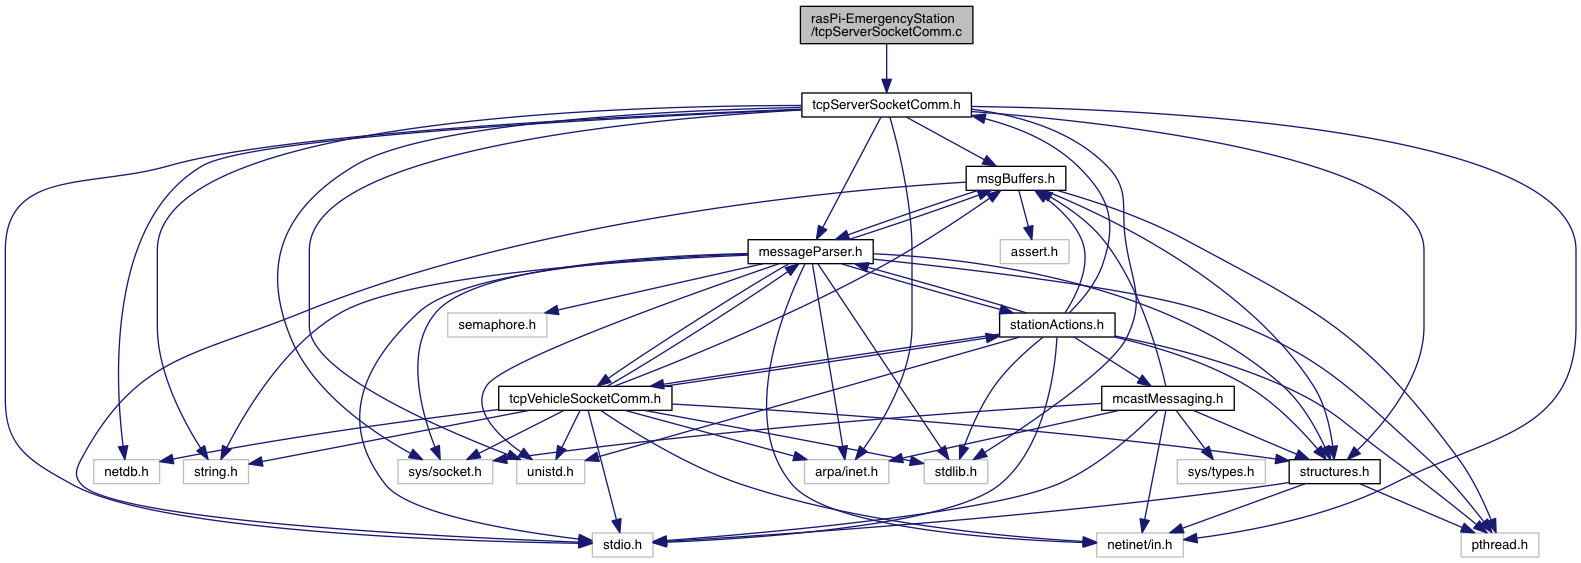 rasPi-EmergencyStation
/tcpServerSocketComm.c
tcpServerSocketComm.h
msgBuffers.h
messageParser.h
assert.h
semaphore.h
stationActions.h
tcpVehicleSocketComm.h
mcastMessaging.h
netdb.h
string.h
sys/socket.h
unistd.h
arpa/inet.h
stdlib.h
sys/types.h
structures.h
stdio.h
netinet/in.h
pthread.h